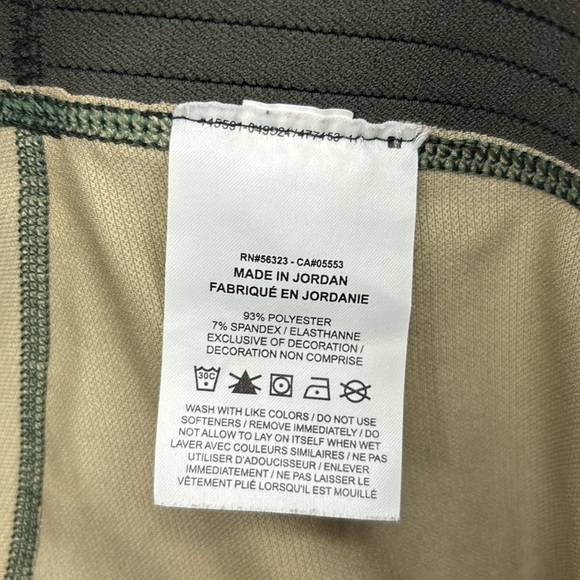 RN#56323 - CA#05553
MADE IN JORDAN
FABRIQUÉ EN JORDANIE
93% POLYESTER
7% SPANDEX / ELASTHANNE
EXCLUSIVE OF DECORATION /
DECORATION NON COMPRISE
30C
WASH WITH LIKE COLORS / DO NOT USE
SOFTENERS / REMOVE IMMEDIATELY / DO
NOT ALLOW TO LAY ON ITSELF WHEN WET
LAVER AVEC COULEURS SIMILAIRES / NE PAS
UTILISER D'ADOUCISSEUR / ENLEVER
IMMÉDIATEMENT / NE PAS LAISSER LE
VÊTEMENT PLIÉ LORSQU'IL EST MOUILLÉ